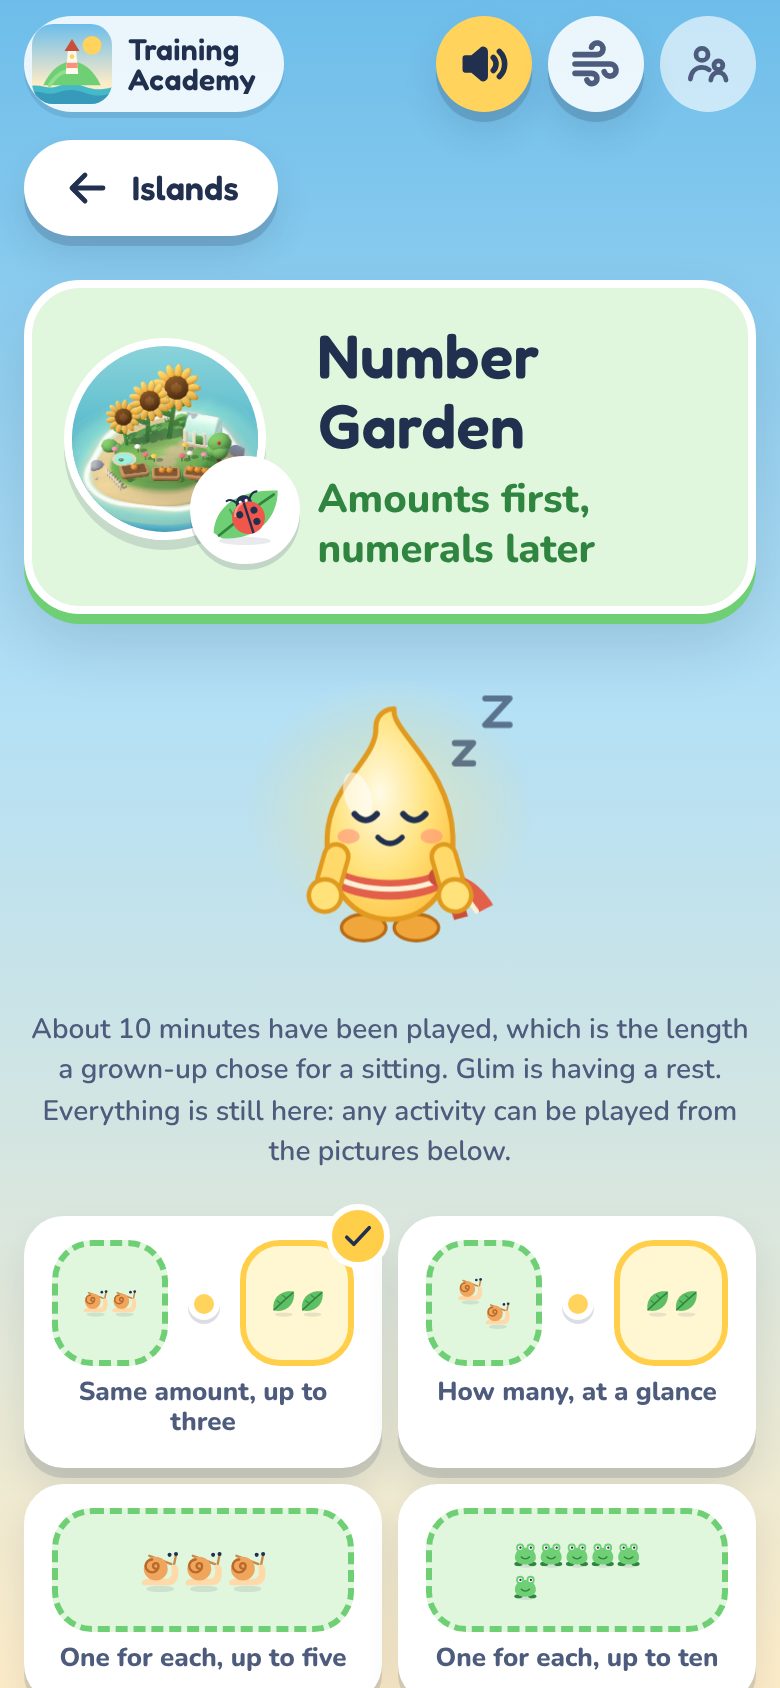 Training
Academy
Islands
Number
Garden
Amounts first,
numerals later
z
z
About 10 minutes have been played, which is the length
a grown-up chose for a sitting. Glim is having a rest.
Everything is still here: any activity can be played from
the pictures below.
Same amount, up to
three
How many, at a glance
One for each, up to five
One for each, up to ten